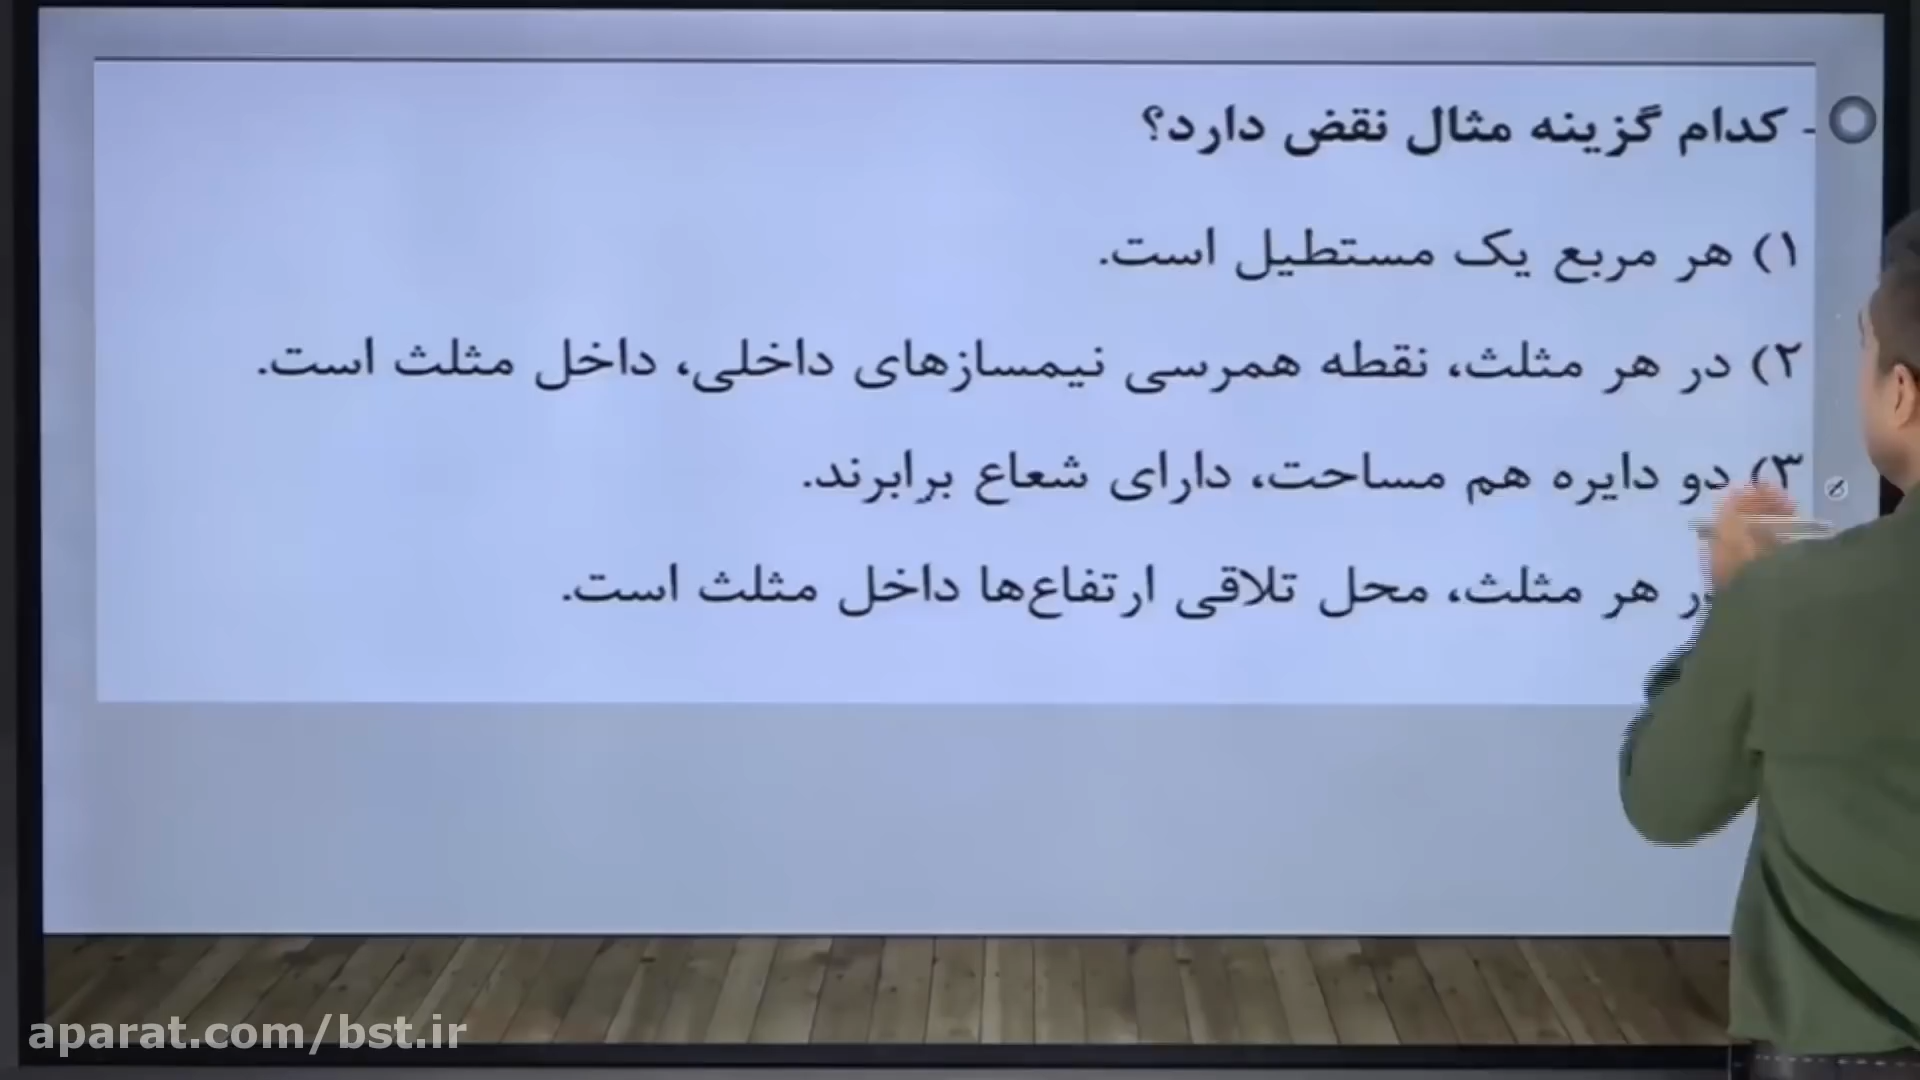 - کدام گزینه مثال نقض دارد؟
۱) هر مربع یک مستطیل است.
۲) در هر مثلث، نقطه همرسی نیمسازهای داخلی، داخل مثلث است.
۳) دو دایره هم مساحت، دارای شعاع برابرند.
هر مثلث، محل تلاقی ارتفاع‌ها داخل مثلث است.
aparat.com/bst.ir